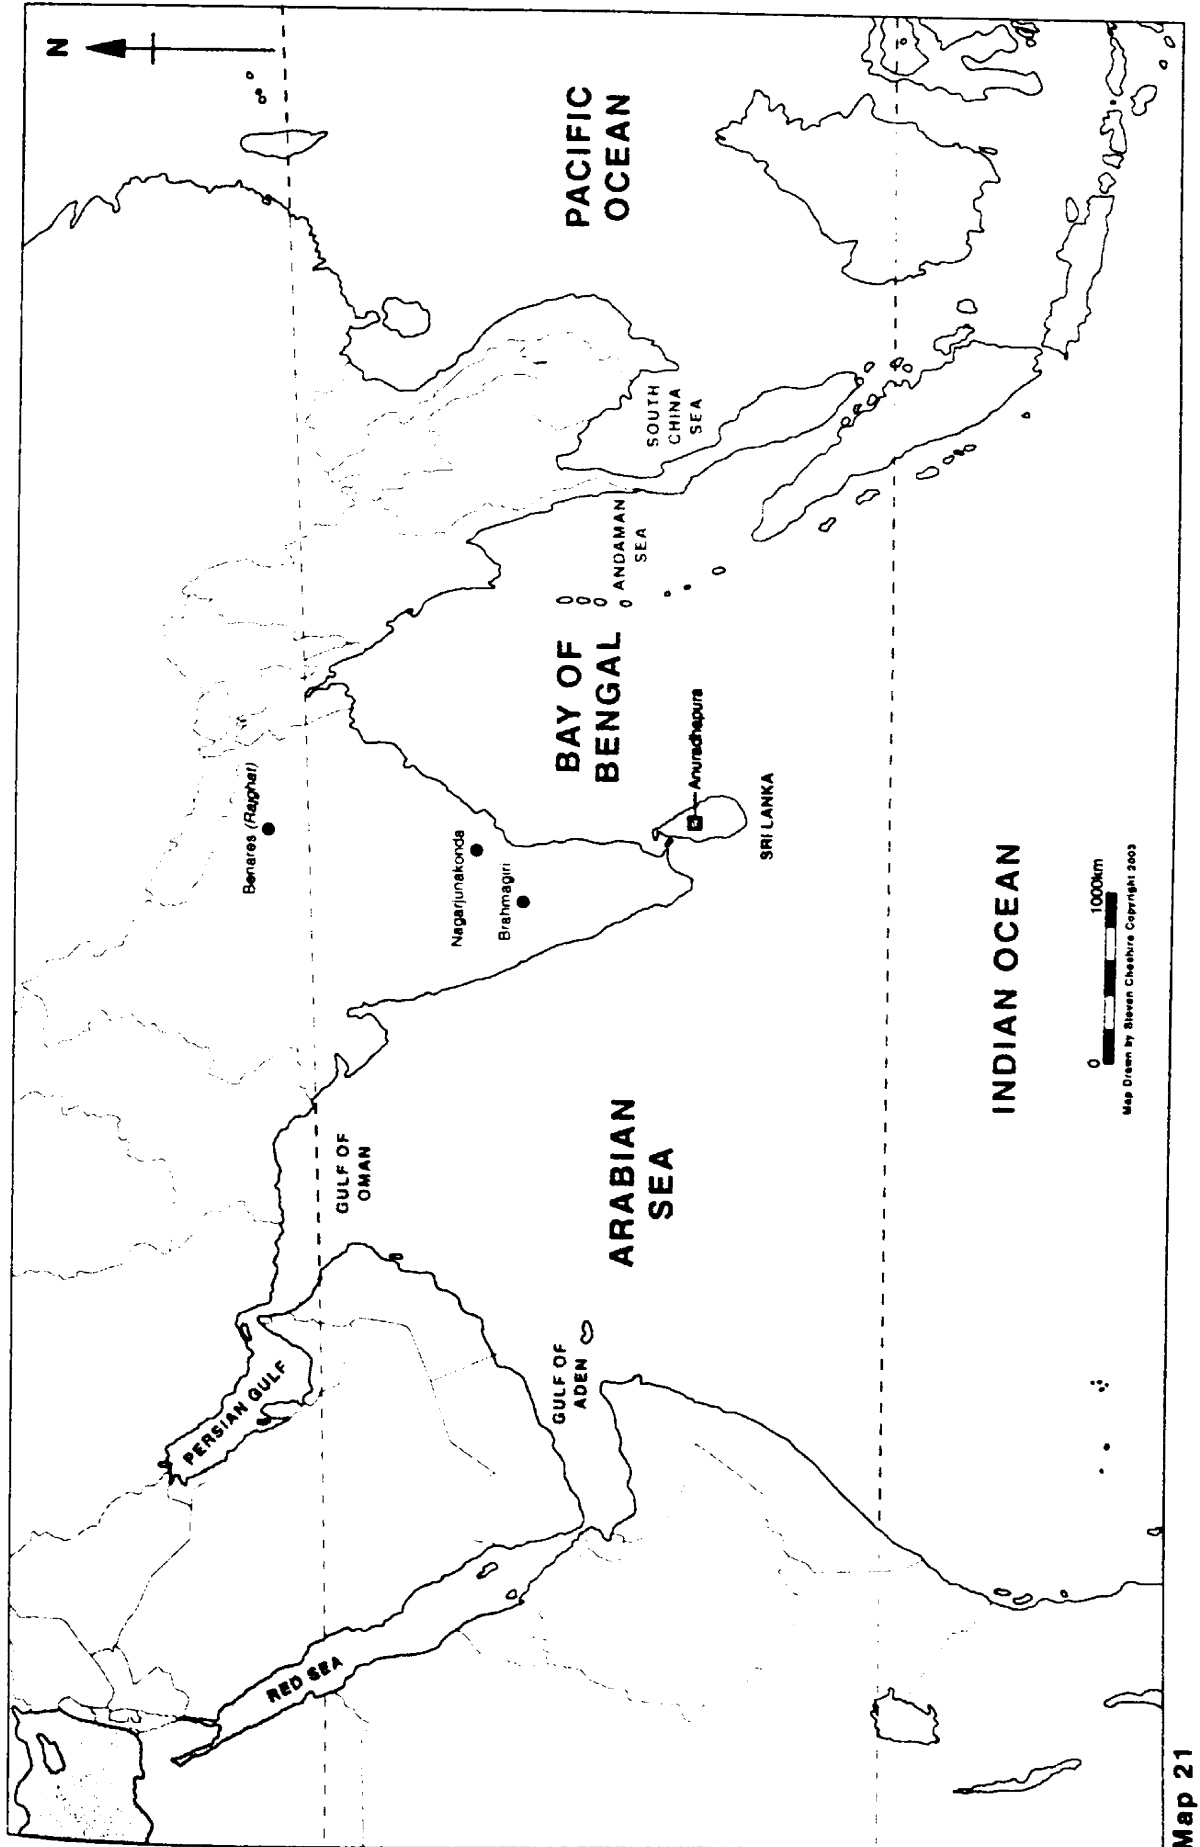 N
PACIFIC
OCEAN
Benares (Rajghat)
SOUTH
CHINA
SEA
ANDAMAN
SEA
BAY OF
BENGAL
Nagarjunakonda
Brahmagiri
Anuradhapura
SRI LANKA
GULF OF
OMAN
PERSIAN GULF
ARABIAN
SEA
GULF OF
ADEN
RED SEA
INDIAN OCEAN
0 1000km
Map Drawn by Steven Cheshire Copyright 2003
Map 21